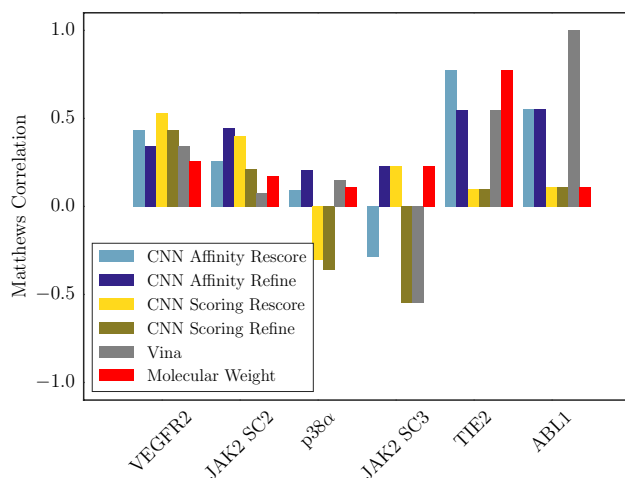 1.0
0.5
0.0
−0.5
−1.0
Matthews Correlation
CNN Affinity Rescore
CNN Affinity Refine
CNN Scoring Rescore
CNN Scoring Refine
Vina
Molecular Weight
VEGFR2
JAK2 SC2
p38α
JAK2 SC3
TIE2
ABL1